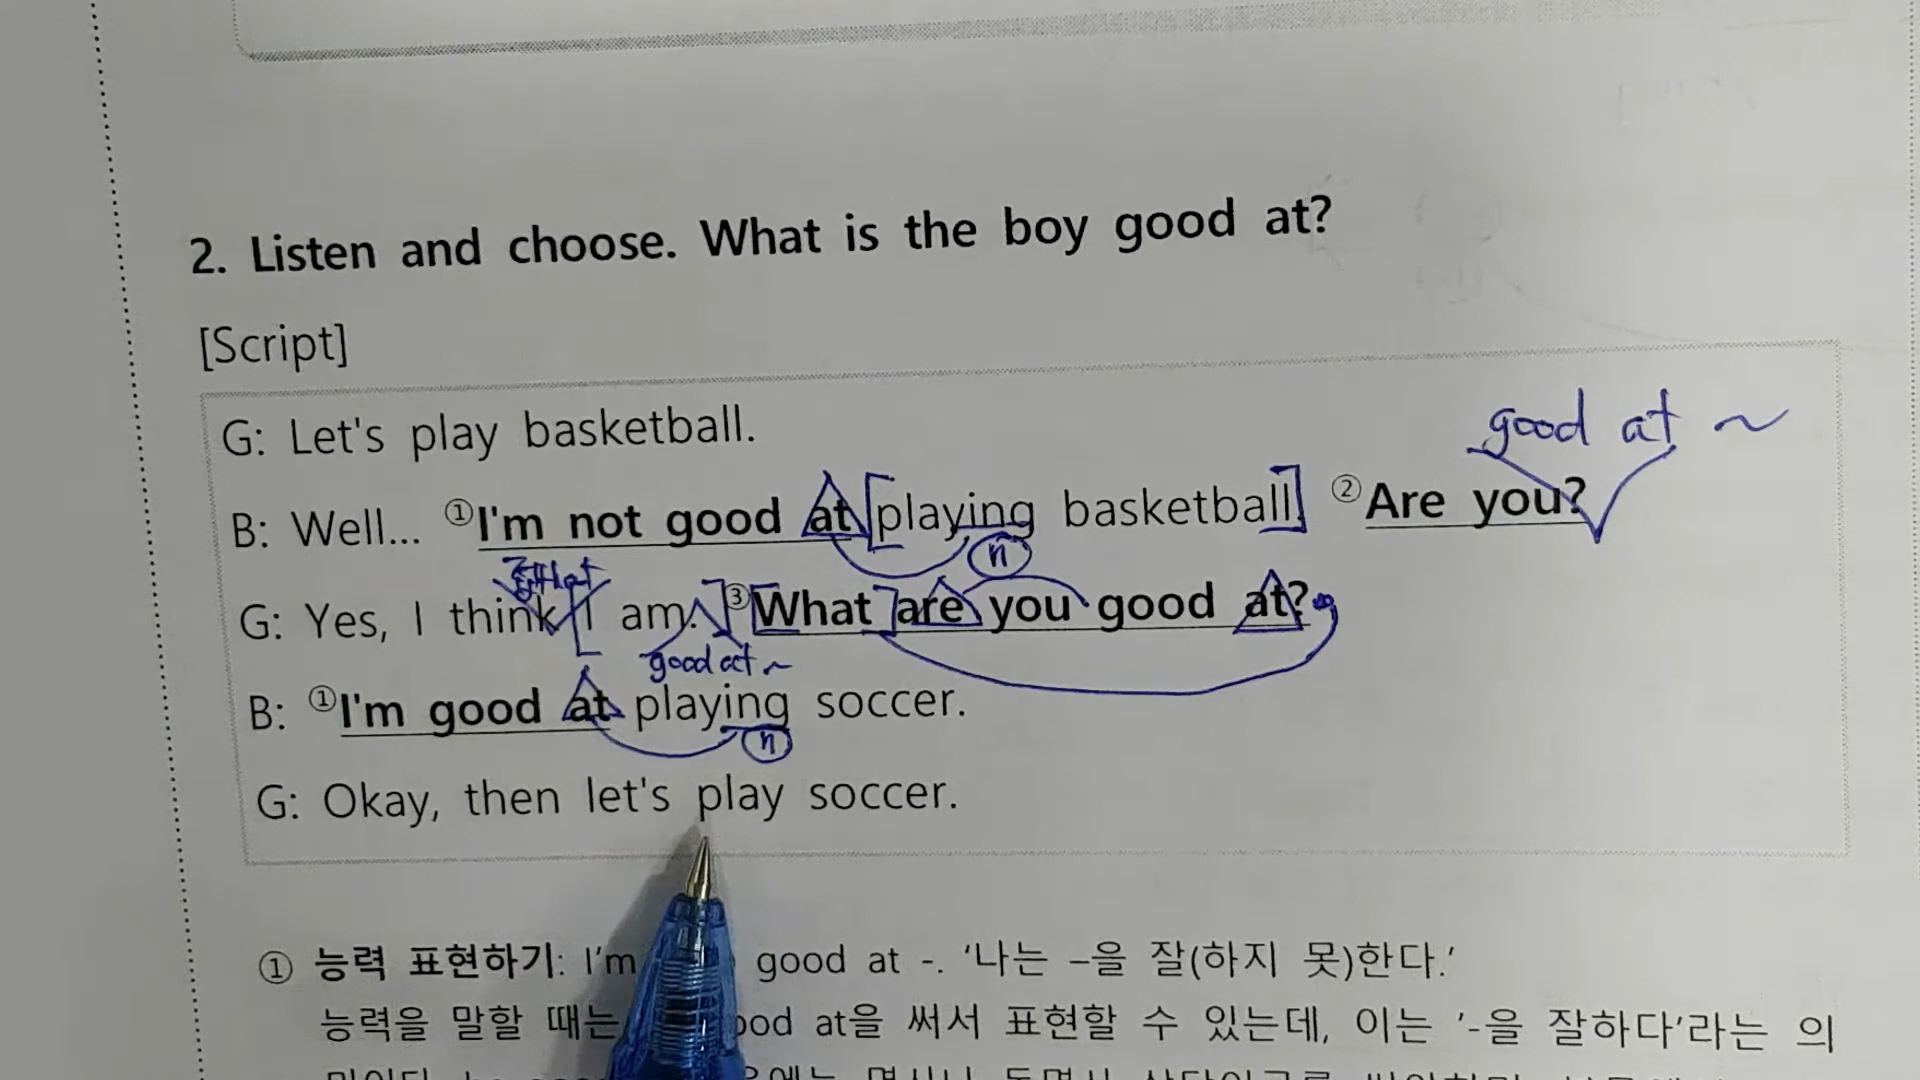 2. Listen and choose. What is the boy good at?
[Script]
G: Let's play basketball.
good at ~
B: Well... ①I'm not good at [playing basketball] ②Are you?
n
that
G: Yes, I think [I am.] ③[What] are you good at?
good at ~
B: ①I'm good at playing soccer.
n
G: Okay, then let's play soccer.
① 능력 표현하기: I'm good at -. '나는 –을 잘(하지 못)한다.'
능력을 말할 때는 good at을 써서 표현할 수 있는데, 이는 '-을 잘하다'라는 의